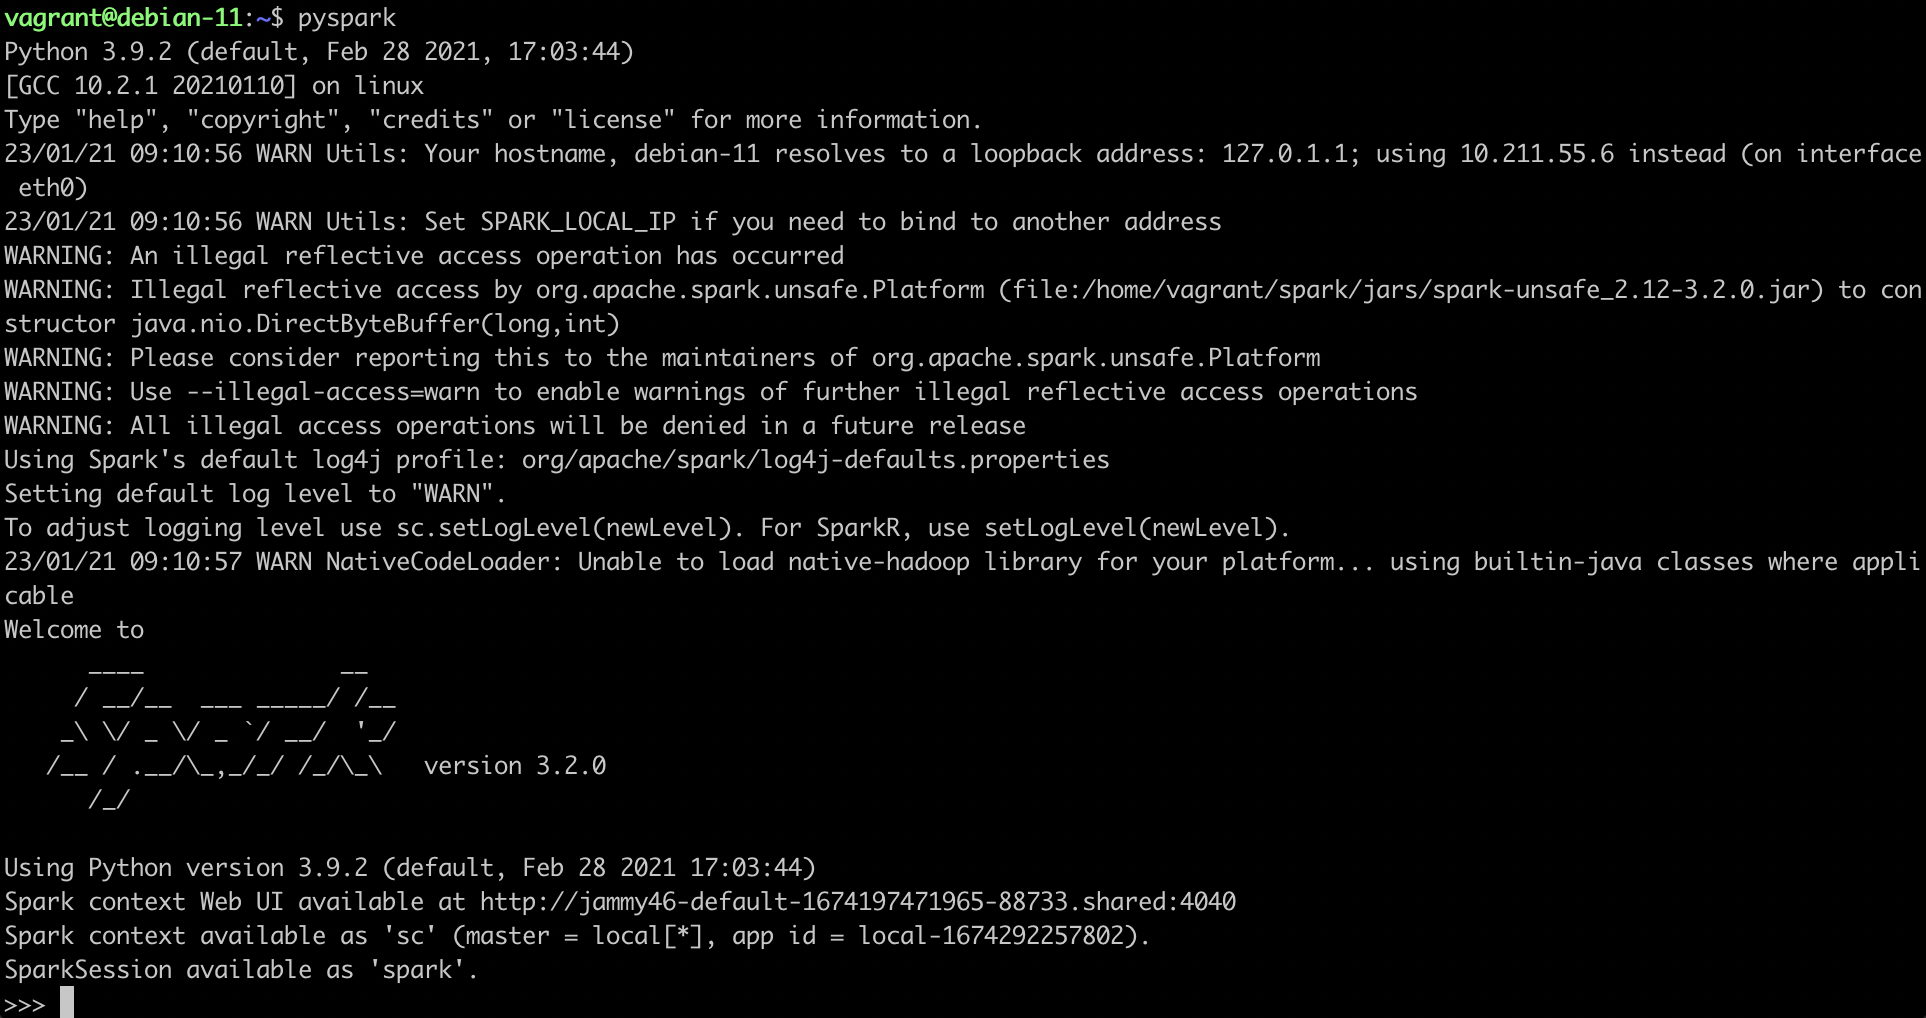 vagrant@debian-11:~$ pyspark
Python 3.9.2 (default, Feb 28 2021, 17:03:44)
[GCC 10.2.1 20210110] on linux
Type "help", "copyright", "credits" or "license" for more information.
23/01/21 09:10:56 WARN Utils: Your hostname, debian-11 resolves to a loopback address: 127.0.1.1; using 10.211.55.6 instead (on interface
 eth0)
23/01/21 09:10:56 WARN Utils: Set SPARK_LOCAL_IP if you need to bind to another address
WARNING: An illegal reflective access operation has occurred
WARNING: Illegal reflective access by org.apache.spark.unsafe.Platform (file:/home/vagrant/spark/jars/spark-unsafe_2.12-3.2.0.jar) to con
structor java.nio.DirectByteBuffer(long,int)
WARNING: Please consider reporting this to the maintainers of org.apache.spark.unsafe.Platform
WARNING: Use --illegal-access=warn to enable warnings of further illegal reflective access operations
WARNING: All illegal access operations will be denied in a future release
Using Spark's default log4j profile: org/apache/spark/log4j-defaults.properties
Setting default log level to "WARN".
To adjust logging level use sc.setLogLevel(newLevel). For SparkR, use setLogLevel(newLevel).
23/01/21 09:10:57 WARN NativeCodeLoader: Unable to load native-hadoop library for your platform... using builtin-java classes where appli
cable
Welcome to
      ____              __
     / __/__  ___ _____/ /__
    _\ \/ _ \/ _ `/ __/  '_/
   /__ / .__/\_,_/_/ /_/\_\   version 3.2.0
      /_/

Using Python version 3.9.2 (default, Feb 28 2021 17:03:44)
Spark context Web UI available at http://jammy46-default-1674197471965-88733.shared:4040
Spark context available as 'sc' (master = local[*], app id = local-1674292257802).
SparkSession available as 'spark'.
>>>